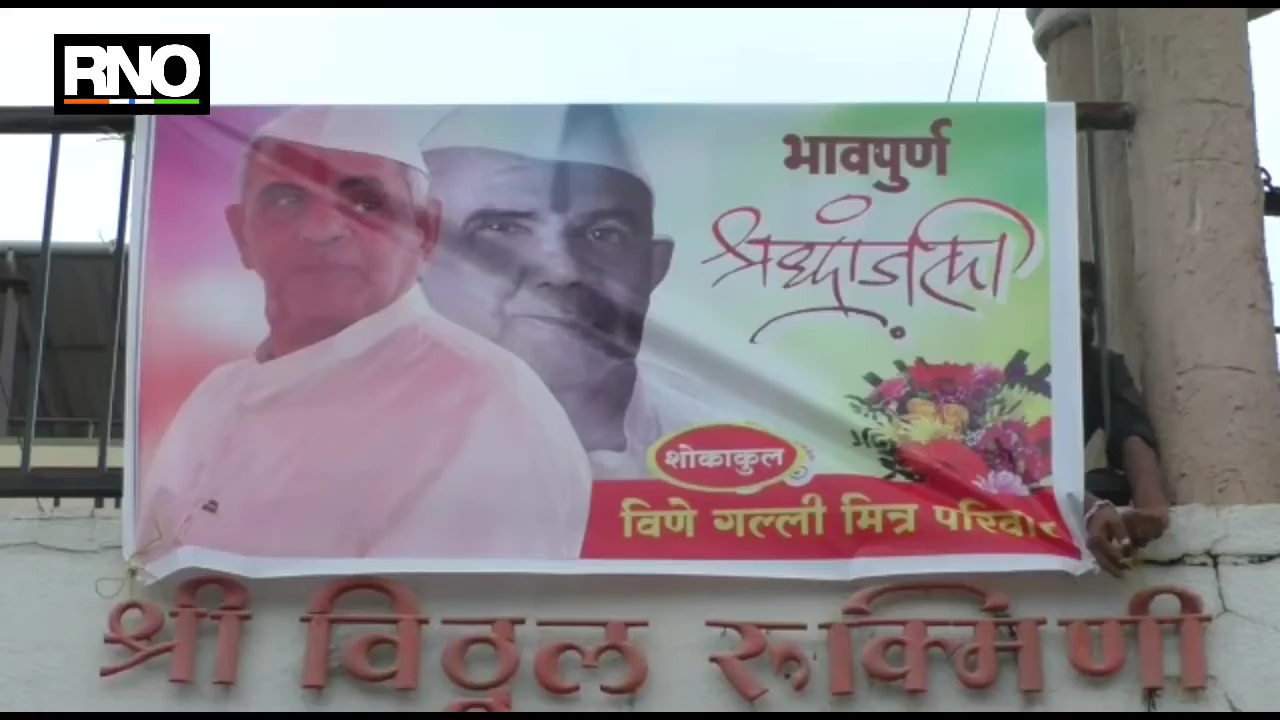 RNO
भावपुर्ण
श्रध्दांजली
शोकाकुल
विणे गल्ली मित्र परिवार
श्री विठ्ठल रूक्मिणी